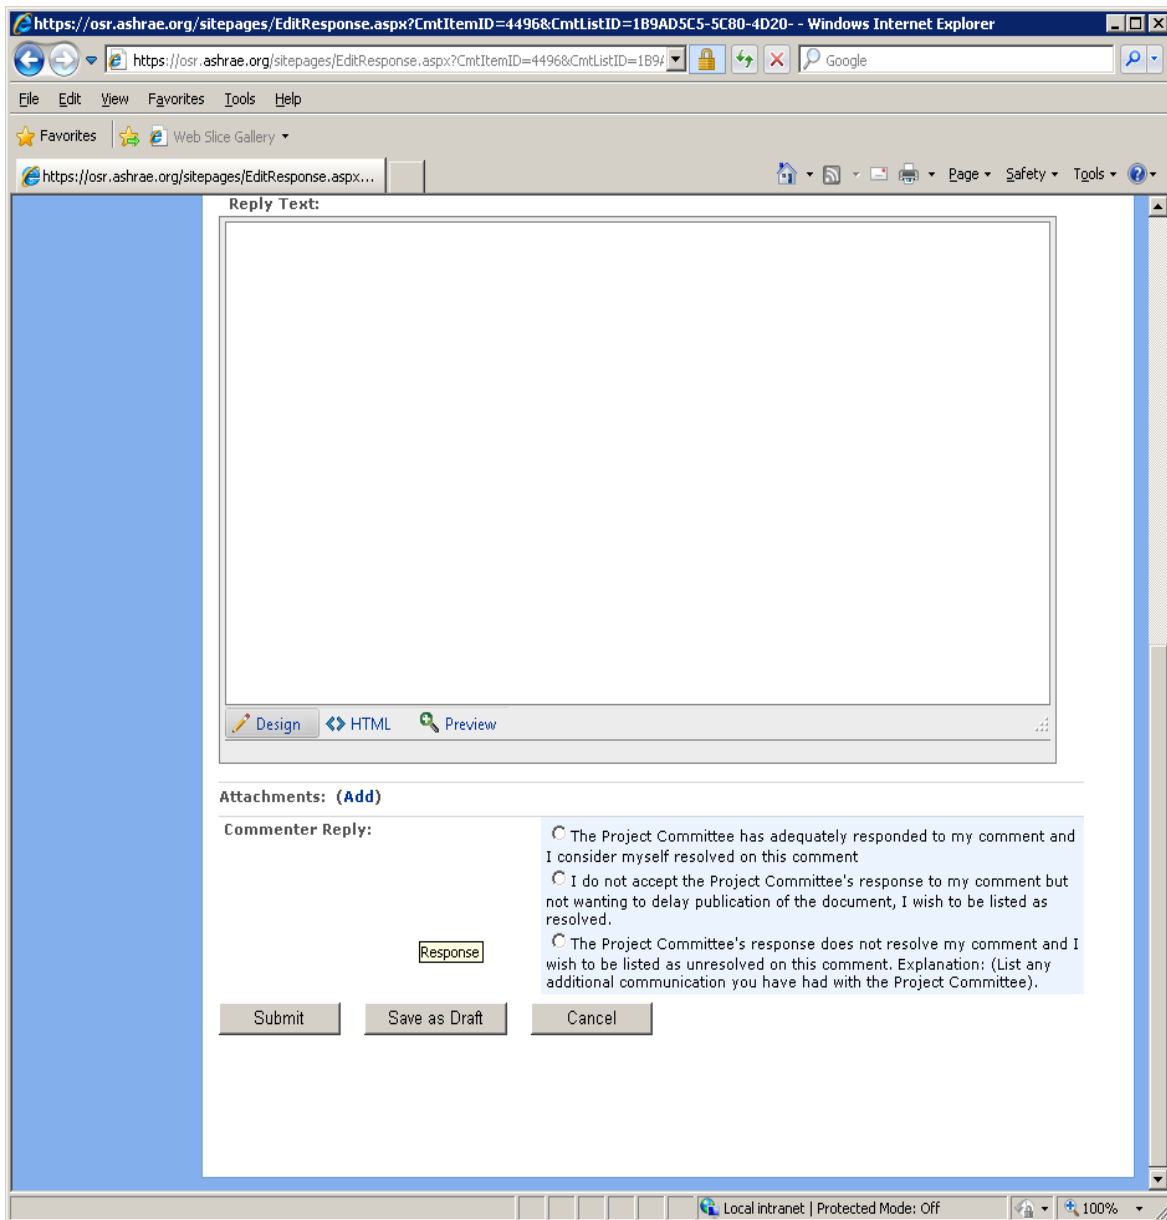 https://osr.ashrae.org/sitepages/EditResponse.aspx?CmtItemID=4496&CmtListID=1B9AD5C5-5C80-4D20- - Windows Internet Explorer
https://osr.ashrae.org/sitepages/EditResponse.aspx?CmtItemID=4496&CmtListID=1B9A
Google
File Edit View Favorites Tools Help
Favorites Web Slice Gallery
https://osr.ashrae.org/sitepages/EditResponse.aspx...
Page Safety Tools
Reply Text:
Design HTML Preview
Attachments: (Add)
Commenter Reply:
The Project Committee has adequately responded to my comment and
I consider myself resolved on this comment
I do not accept the Project Committee's response to my comment but
not wanting to delay publication of the document, I wish to be listed as
resolved.
The Project Committee's response does not resolve my comment and I
wish to be listed as unresolved on this comment. Explanation: (List any
additional communication you have had with the Project Committee).
Response
Submit Save as Draft Cancel
Local intranet | Protected Mode: Off 100%